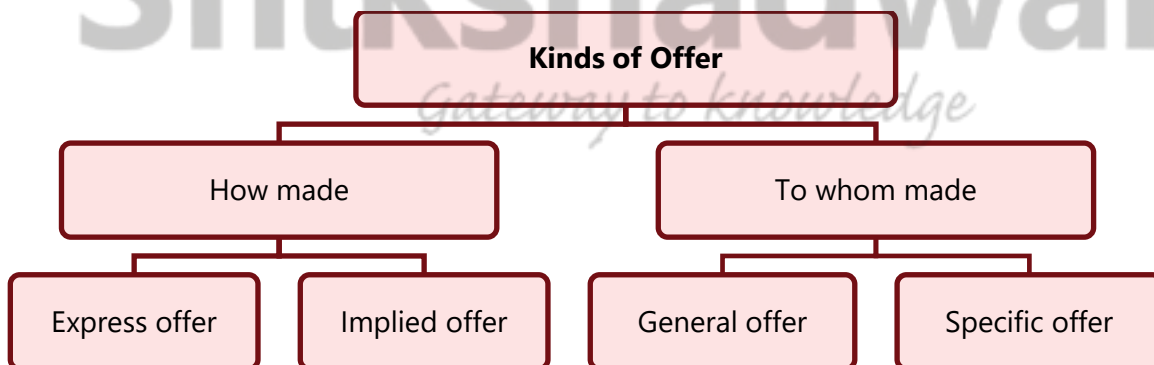 Kinds of Offer
Gateway to knowledge
How made
To whom made
Express offer
Implied offer
General offer
Specific offer